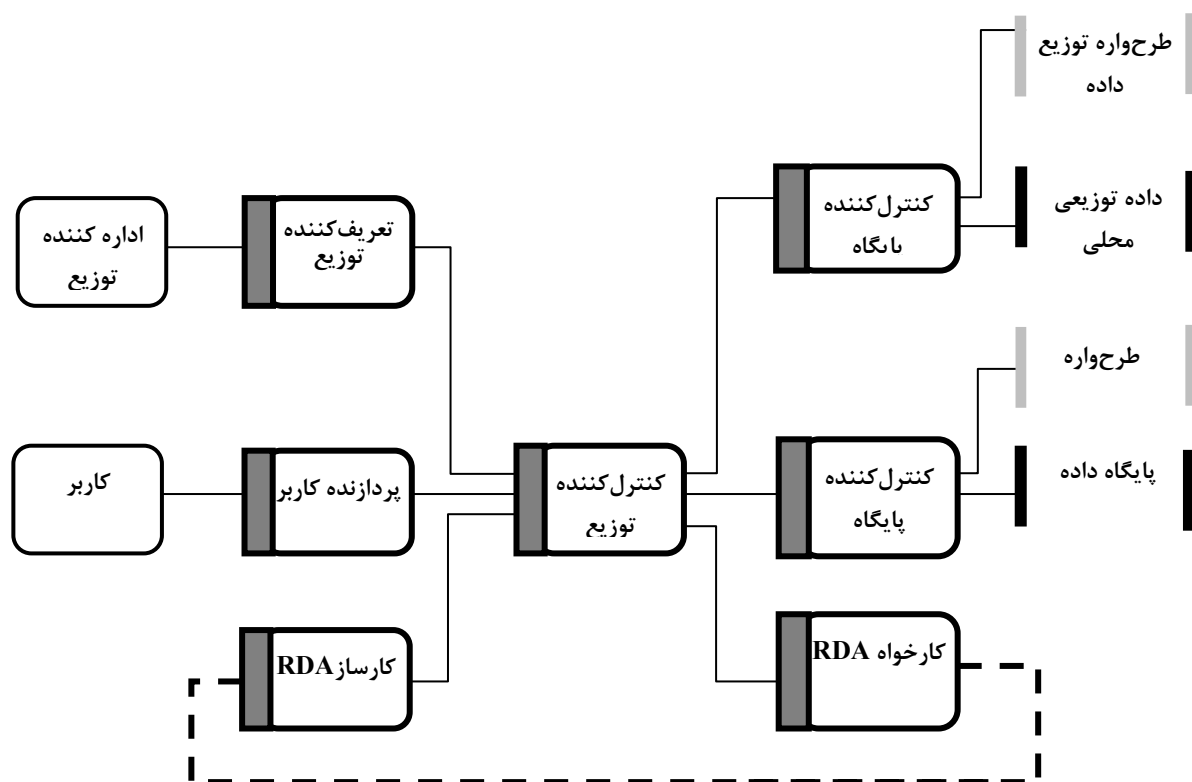 طرح‌واره توزیع
داده
کنترل‌کننده
پایگاه
داده توزیعی
محلی
تعریف‌کننده
توزیع
اداره کننده
توزیع
طرح‌واره
کنترل‌کننده
پایگاه
پایگاه داده
کنترل‌کننده
توزیع
پردازنده کاربر
کاربر
کارخواه RDA
کارساز RDA